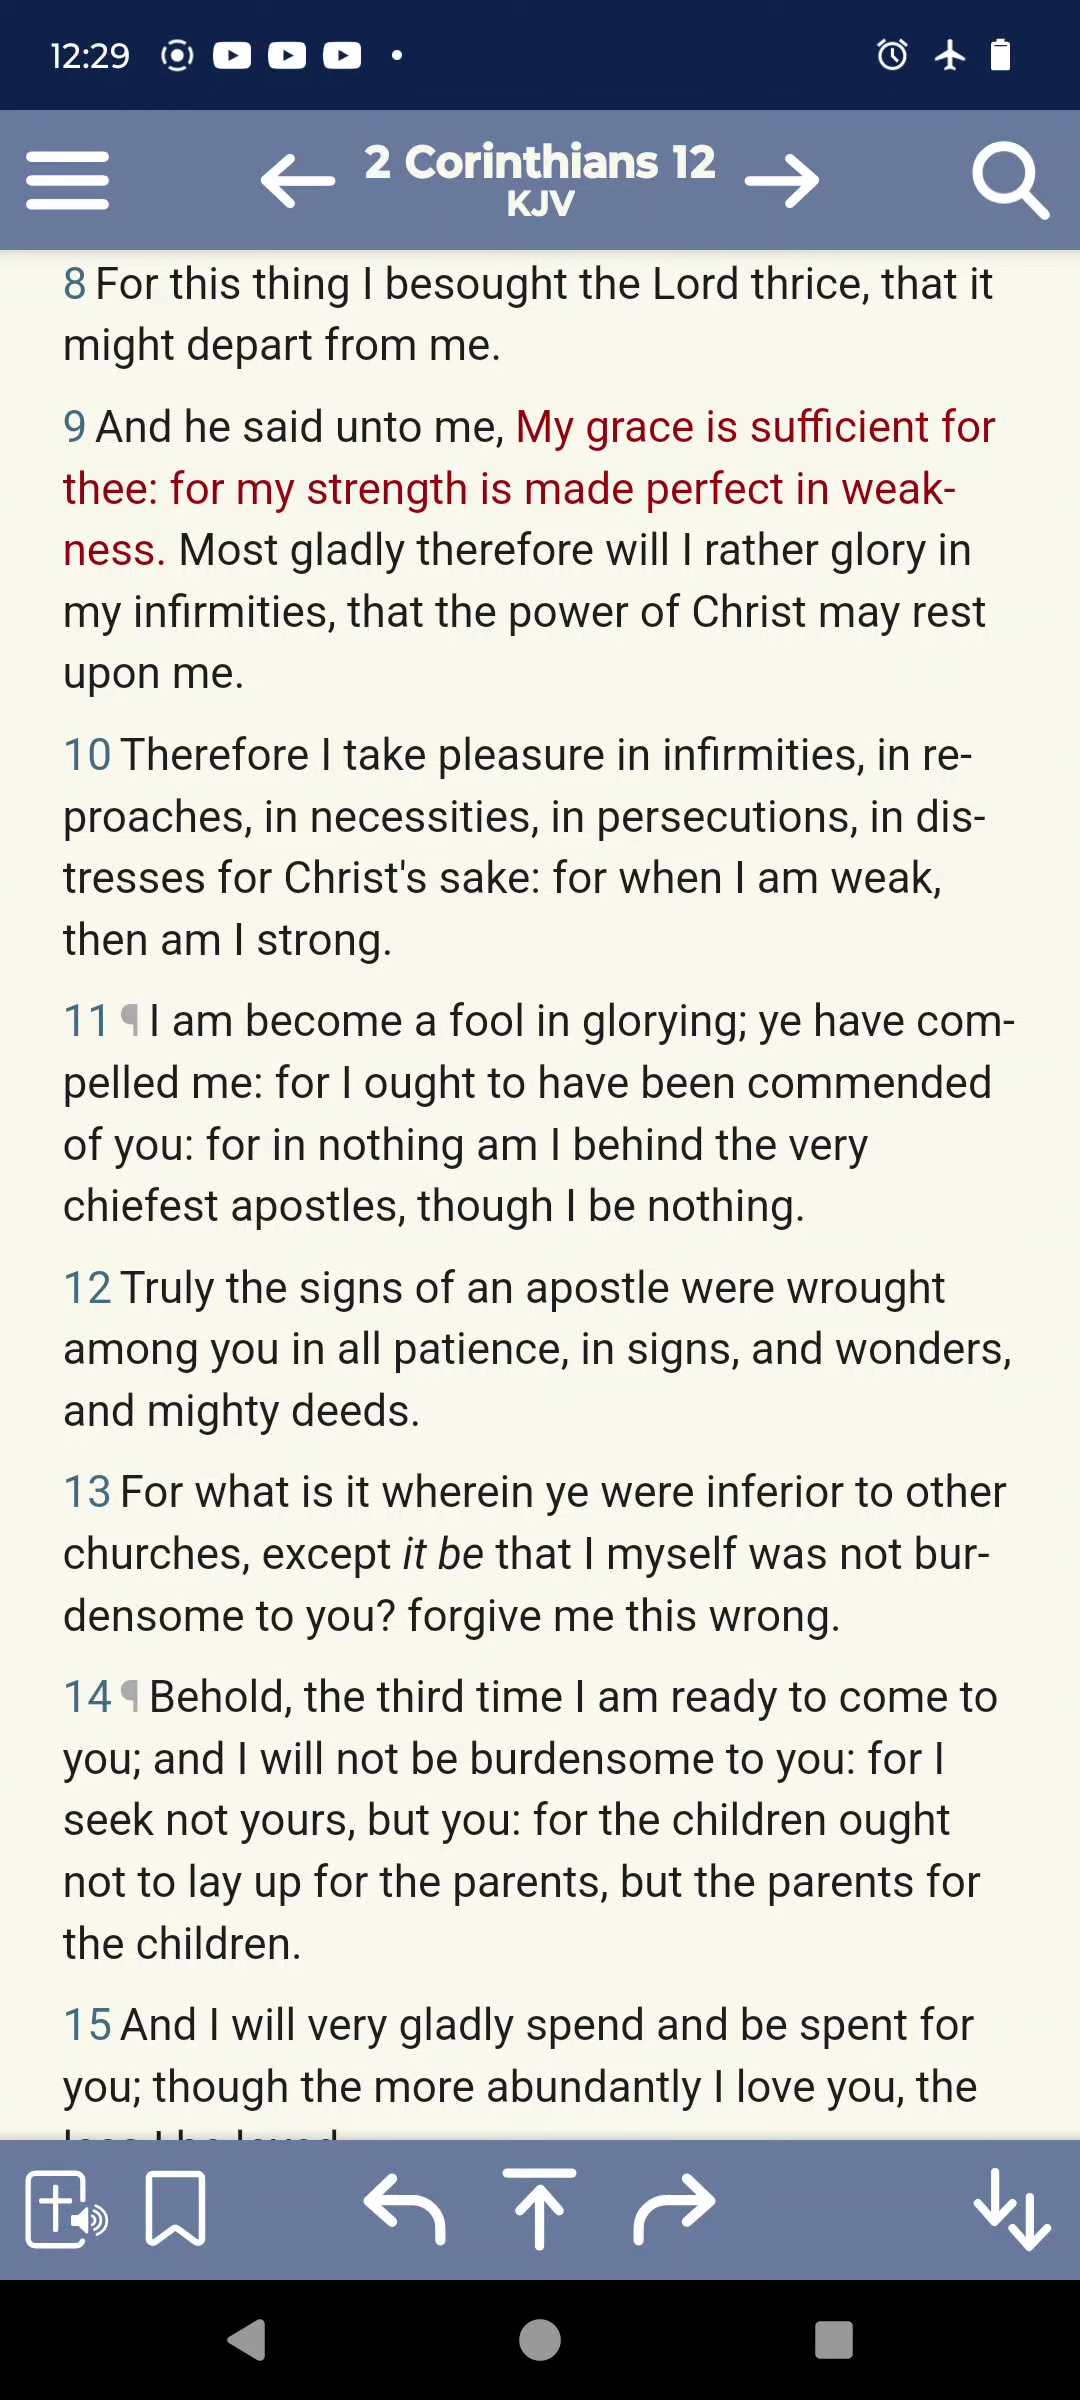 12:29
2 Corinthians 12
KJV
8 For this thing I besought the Lord thrice, that it
might depart from me.
9 And he said unto me, My grace is sufficient for
thee: for my strength is made perfect in weak-
ness. Most gladly therefore will I rather glory in
my infirmities, that the power of Christ may rest
upon me.
10 Therefore I take pleasure in infirmities, in re-
proaches, in necessities, in persecutions, in dis-
tresses for Christ's sake: for when I am weak,
then am I strong.
11 ¶ I am become a fool in glorying; ye have com-
pelled me: for I ought to have been commended
of you: for in nothing am I behind the very
chiefest apostles, though I be nothing.
12 Truly the signs of an apostle were wrought
among you in all patience, in signs, and wonders,
and mighty deeds.
13 For what is it wherein ye were inferior to other
churches, except it be that I myself was not bur-
densome to you? forgive me this wrong.
14 ¶ Behold, the third time I am ready to come to
you; and I will not be burdensome to you: for I
seek not yours, but you: for the children ought
not to lay up for the parents, but the parents for
the children.
15 And I will very gladly spend and be spent for
you; though the more abundantly I love you, the